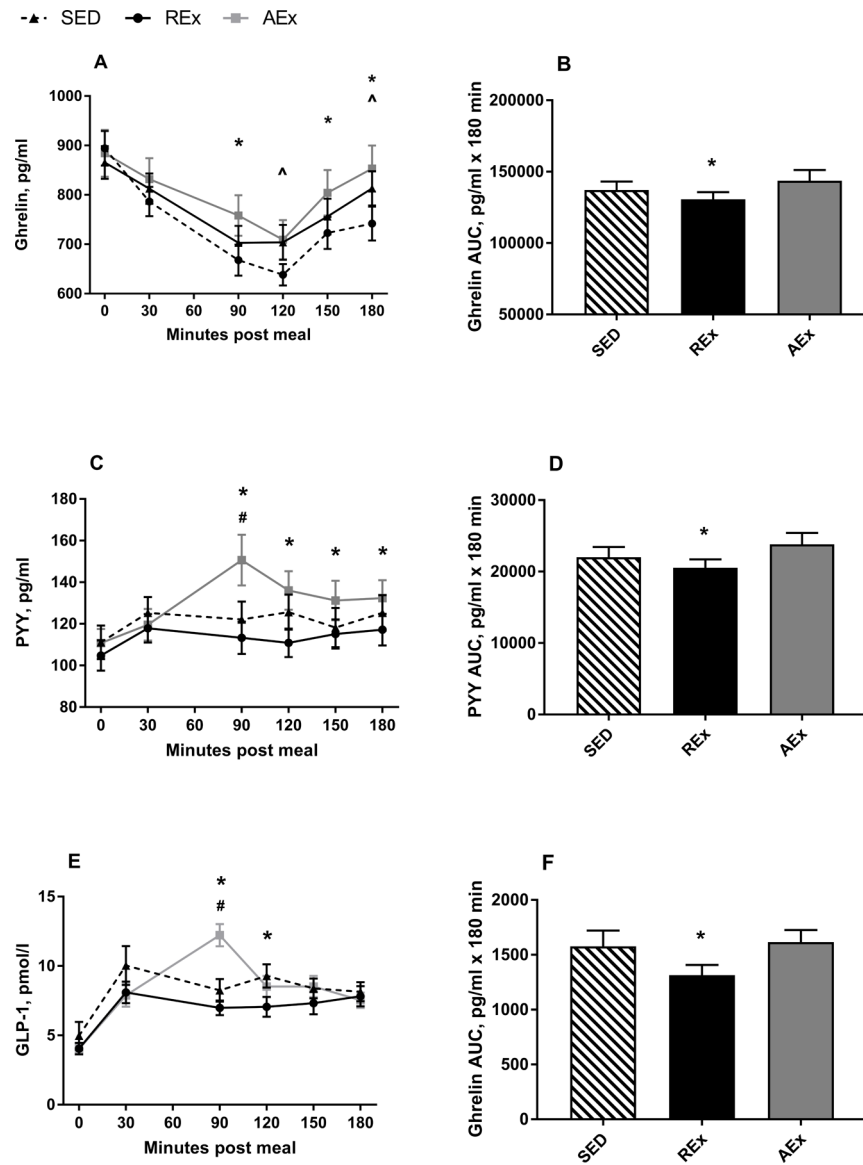 SED REx AEx
A
*
^
*
*
^
1000
900
800
700
600
Ghrelin, pg/ml
0 30 60 90 120 150 180
Minutes post meal
B
*
200000
150000
100000
50000
Ghrelin AUC, pg/ml x 180 min
SED REx AEx
C
*
#
*
*
*
180
160
140
120
100
80
PYY, pg/ml
0 30 60 90 120 150 180
Minutes post meal
D
*
30000
20000
10000
0
PYY AUC, pg/ml x 180 min
SED REx AEx
E
*
#
*
15
10
5
0
GLP-1, pmol/l
0 30 60 90 120 150 180
Minutes post meal
F
*
2000
1500
1000
500
0
Ghrelin AUC, pg/ml x 180 min
SED REx AEx